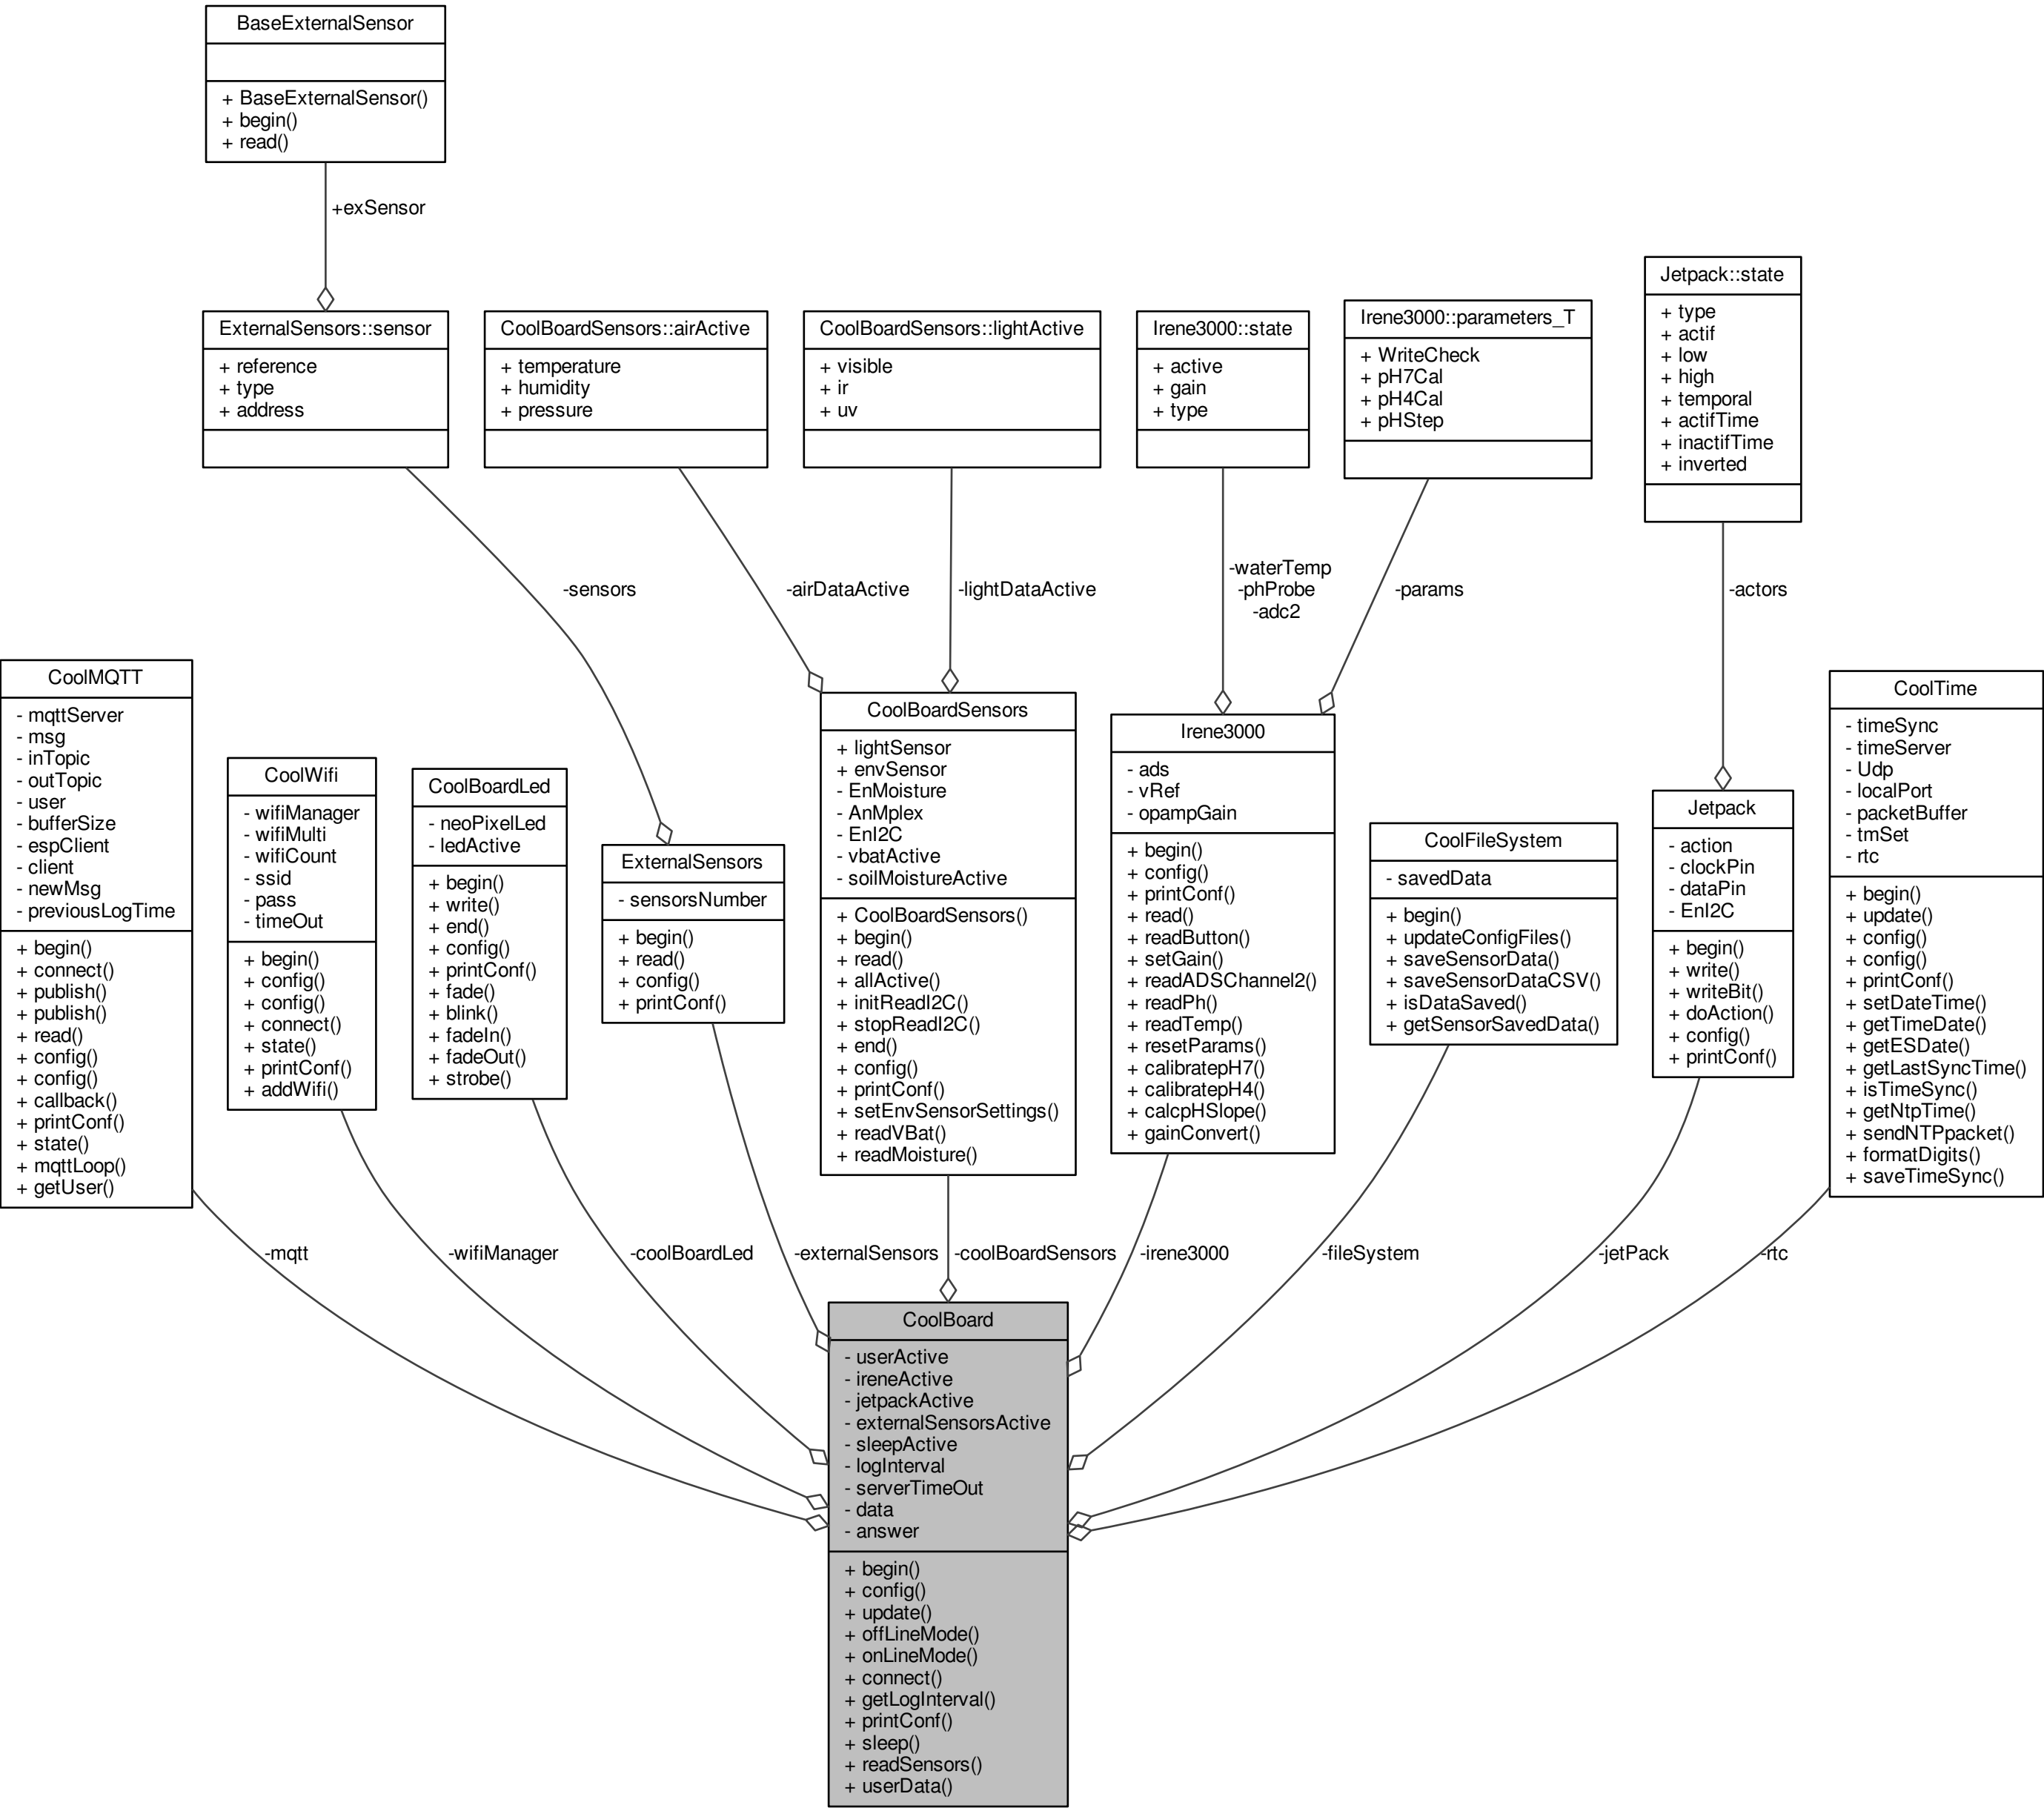 BaseExternalSensor
+ BaseExternalSensor()
+ begin()
+ read()
+exSensor
ExternalSensors::sensor
+ reference
+ type
+ address
CoolBoardSensors::airActive
+ temperature
+ humidity
+ pressure
CoolBoardSensors::lightActive
+ visible
+ ir
+ uv
Irene3000::state
+ active
+ gain
+ type
Irene3000::parameters_T
+ WriteCheck
+ pH7Cal
+ pH4Cal
+ pHStep
Jetpack::state
+ type
+ actif
+ low
+ high
+ temporal
+ actifTime
+ inactifTime
+ inverted
-sensors
-airDataActive
-lightDataActive
-waterTemp
-phProbe
-adc2
-params
-actors
CoolMQTT
- mqttServer
- msg
- inTopic
- outTopic
- user
- bufferSize
- espClient
- client
- newMsg
- previousLogTime
+ begin()
+ connect()
+ publish()
+ publish()
+ read()
+ config()
+ config()
+ callback()
+ printConf()
+ state()
+ mqttLoop()
+ getUser()
CoolWifi
- wifiManager
- wifiMulti
- wifiCount
- ssid
- pass
- timeOut
+ begin()
+ config()
+ config()
+ connect()
+ state()
+ printConf()
+ addWifi()
CoolBoardLed
- neoPixelLed
- ledActive
+ begin()
+ write()
+ end()
+ config()
+ printConf()
+ fade()
+ blink()
+ fadeIn()
+ fadeOut()
+ strobe()
ExternalSensors
- sensorsNumber
+ begin()
+ read()
+ config()
+ printConf()
CoolBoardSensors
+ lightSensor
+ envSensor
- EnMoisture
- AnMplex
- EnI2C
- vbatActive
- soilMoistureActive
+ CoolBoardSensors()
+ begin()
+ read()
+ allActive()
+ initReadI2C()
+ stopReadI2C()
+ end()
+ config()
+ printConf()
+ setEnvSensorSettings()
+ readVBat()
+ readMoisture()
Irene3000
- ads
- vRef
- opampGain
+ begin()
+ config()
+ printConf()
+ read()
+ readButton()
+ setGain()
+ readADSChannel2()
+ readPh()
+ readTemp()
+ resetParams()
+ calibratepH7()
+ calibratepH4()
+ calcpHSlope()
+ gainConvert()
CoolFileSystem
- savedData
+ begin()
+ updateConfigFiles()
+ saveSensorData()
+ saveSensorDataCSV()
+ isDataSaved()
+ getSensorSavedData()
Jetpack
- action
- clockPin
- dataPin
- EnI2C
+ begin()
+ write()
+ writeBit()
+ doAction()
+ config()
+ printConf()
CoolTime
- timeSync
- timeServer
- Udp
- localPort
- packetBuffer
- tmSet
- rtc
+ begin()
+ update()
+ config()
+ config()
+ printConf()
+ setDateTime()
+ getTimeDate()
+ getESDate()
+ getLastSyncTime()
+ isTimeSync()
+ getNtpTime()
+ sendNTPpacket()
+ formatDigits()
+ saveTimeSync()
-mqtt
-wifiManager
-coolBoardLed
-externalSensors
-coolBoardSensors
-irene3000
-fileSystem
-jetPack
-rtc
CoolBoard
- userActive
- ireneActive
- jetpackActive
- externalSensorsActive
- sleepActive
- logInterval
- serverTimeOut
- data
- answer
+ begin()
+ config()
+ update()
+ offLineMode()
+ onLineMode()
+ connect()
+ getLogInterval()
+ printConf()
+ sleep()
+ readSensors()
+ userData()